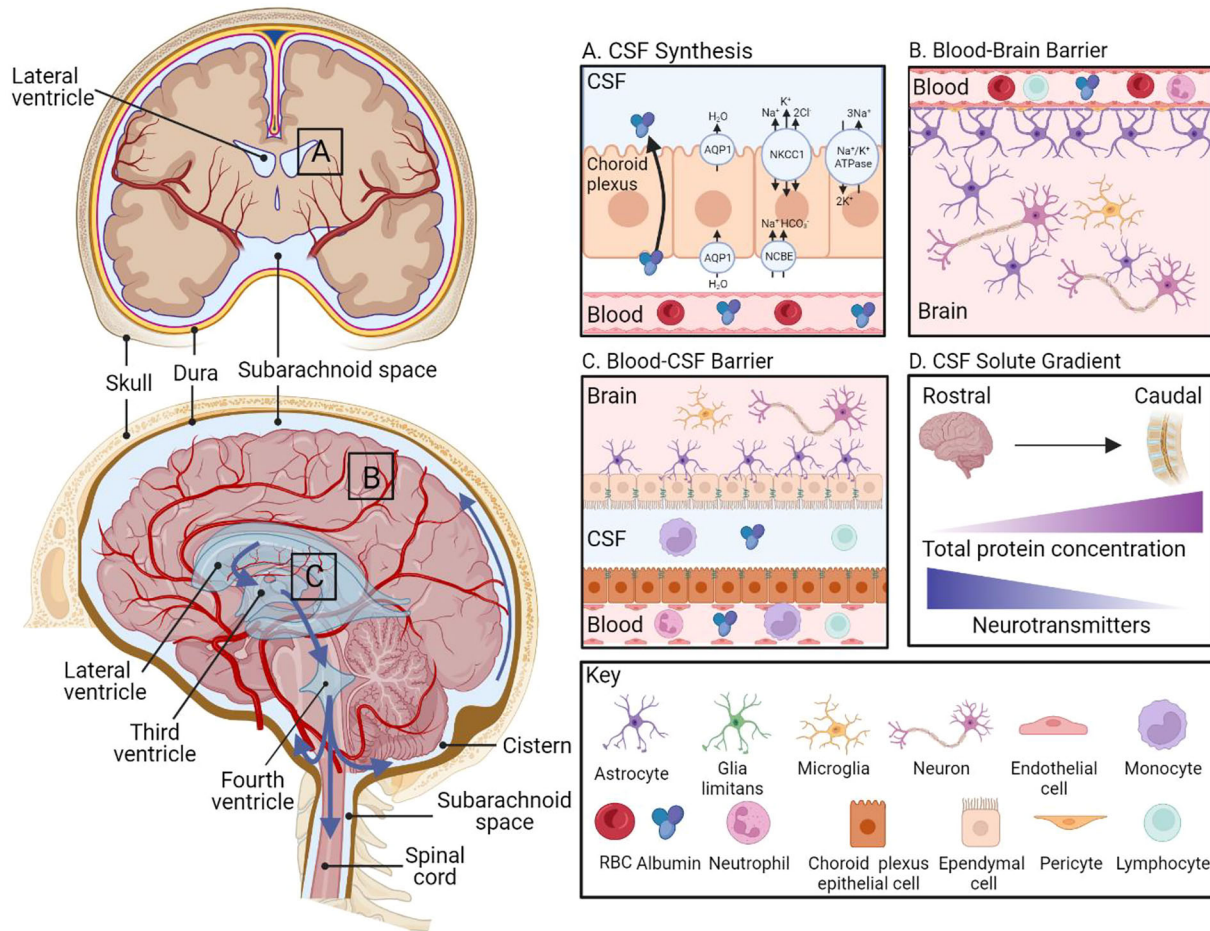 Lateral
ventricle
A
Skull
Dura
Subarachnoid space
B
C
Lateral
ventricle
Third
ventricle
Fourth
ventricle
Cistern
Subarachnoid
space
Spinal
cord
A. CSF Synthesis
CSF
Choroid
plexus
H₂O
AQP1
AQP1
H₂O
Na⁺
K⁺
2Cl⁻
NKCC1
Na⁺ HCO₃⁻
NCBE
3Na⁺
Na⁺/K⁺
ATPase
2K⁺
Blood
B. Blood-Brain Barrier
Blood
Brain
C. Blood-CSF Barrier
Brain
CSF
Blood
D. CSF Solute Gradient
Rostral
Caudal
Total protein concentration
Neurotransmitters
Key
Astrocyte
Glia
limitans
Microglia
Neuron
Endothelial
cell
Monocyte
RBC
Albumin
Neutrophil
Choroid plexus
epithelial cell
Ependymal
cell
Pericyte
Lymphocyte